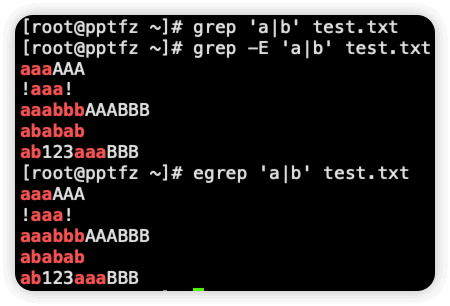 [root@pptfz ~]# grep 'a|b' test.txt
[root@pptfz ~]# grep -E 'a|b' test.txt
aaaAAA
!aaa!
aaabbbAAABBB
ababab
ab123aaaBBB
[root@pptfz ~]# egrep 'a|b' test.txt
aaaAAA
!aaa!
aaabbbAAABBB
ababab
ab123aaaBBB